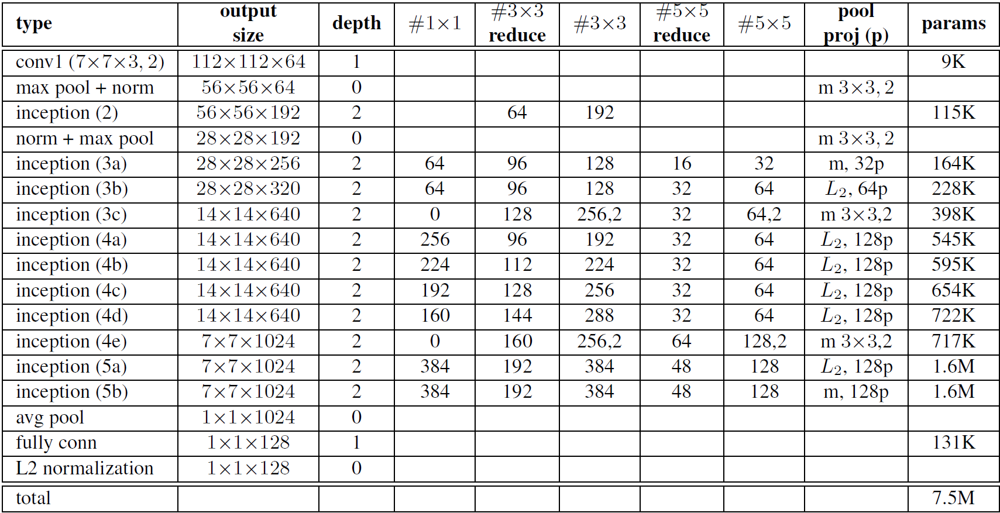 type output size depth #1×1 #3×3 reduce #3×3 #5×5 reduce #5×5 pool proj (p) params
conv1 (7×7×3, 2) 112×112×64 1 9K
max pool + norm 56×56×64 0 m 3×3, 2
inception (2) 56×56×192 2 64 192 115K
norm + max pool 28×28×192 0 m 3×3, 2
inception (3a) 28×28×256 2 64 96 128 16 32 m, 32p 164K
inception (3b) 28×28×320 2 64 96 128 32 64 L₂, 64p 228K
inception (3c) 14×14×640 2 0 128 256,2 32 64,2 m 3×3,2 398K
inception (4a) 14×14×640 2 256 96 192 32 64 L₂, 128p 545K
inception (4b) 14×14×640 2 224 112 224 32 64 L₂, 128p 595K
inception (4c) 14×14×640 2 192 128 256 32 64 L₂, 128p 654K
inception (4d) 14×14×640 2 160 144 288 32 64 L₂, 128p 722K
inception (4e) 7×7×1024 2 0 160 256,2 64 128,2 m 3×3,2 717K
inception (5a) 7×7×1024 2 384 192 384 48 128 L₂, 128p 1.6M
inception (5b) 7×7×1024 2 384 192 384 48 128 m, 128p 1.6M
avg pool 1×1×1024 0
fully conn 1×1×128 1 131K
L2 normalization 1×1×128 0
total 7.5M